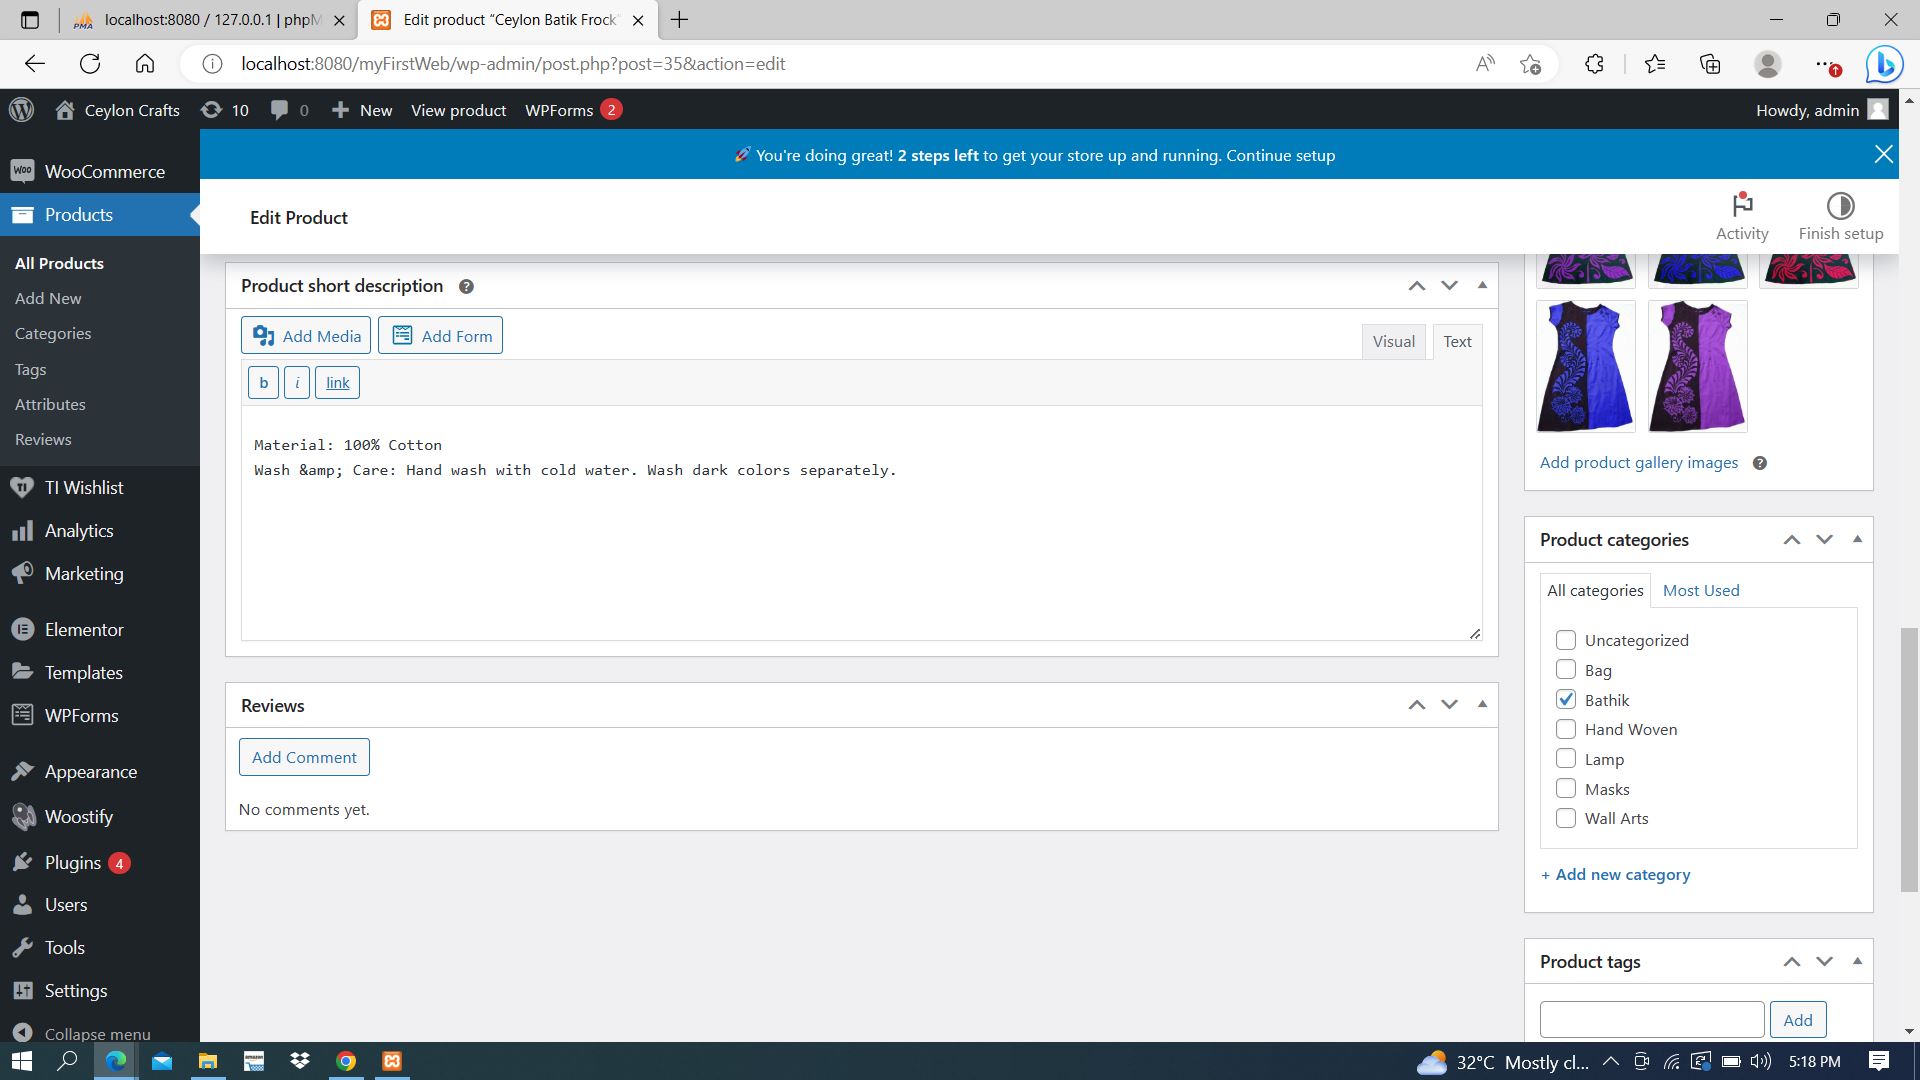 localhost:8080 / 127.0.0.1 | phpM
Edit product “Ceylon Batik Frock”
localhost:8080/myFirstWeb/wp-admin/post.php?post=35&action=edit
Ceylon Crafts
10
0
New
View product
WPForms
2
Howdy, admin
You're doing great! 2 steps left to get your store up and running. Continue setup
WooCommerce
Products
All Products
Add New
Categories
Tags
Attributes
Reviews
TI Wishlist
Analytics
Marketing
Elementor
Templates
WPForms
Appearance
Woostify
Plugins
4
Users
Tools
Settings
Collapse menu
Edit Product
Activity
Finish setup
Product short description
Add Media
Add Form
Visual
Text
b
i
link
Material: 100% Cotton
Wash &amp; Care: Hand wash with cold water. Wash dark colors separately.
Reviews
Add Comment
No comments yet.
Add product gallery images
Product categories
All categories
Most Used
Uncategorized
Bag
Bathik
Hand Woven
Lamp
Masks
Wall Arts
+ Add new category
Product tags
Add
32°C Mostly cl...
5:18 PM